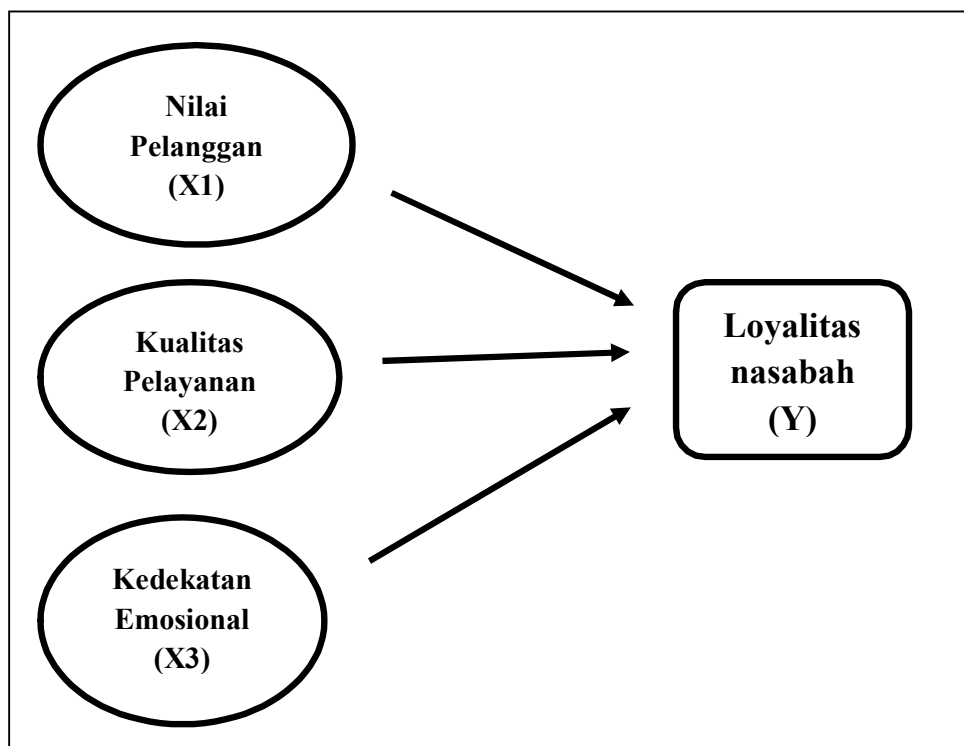 Nilai
Pelanggan
(X1)
Kualitas
Pelayanan
(X2)
Kedekatan
Emosional
(X3)
Loyalitas
nasabah
(Y)